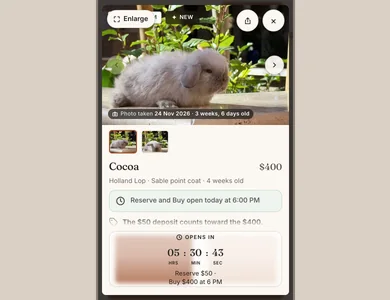 Enlarge
NEW
Photo taken 24 Nov 2026 · 3 weeks, 6 days old
Cocoa
$400
Holland Lop · Sable point coat · 4 weeks old
Reserve and Buy open today at 6:00 PM
The $50 deposit counts toward the $400.
OPENS IN
05 : 30 : 43
HRS MIN SEC
Reserve $50 ·
Buy $400 at 6 PM